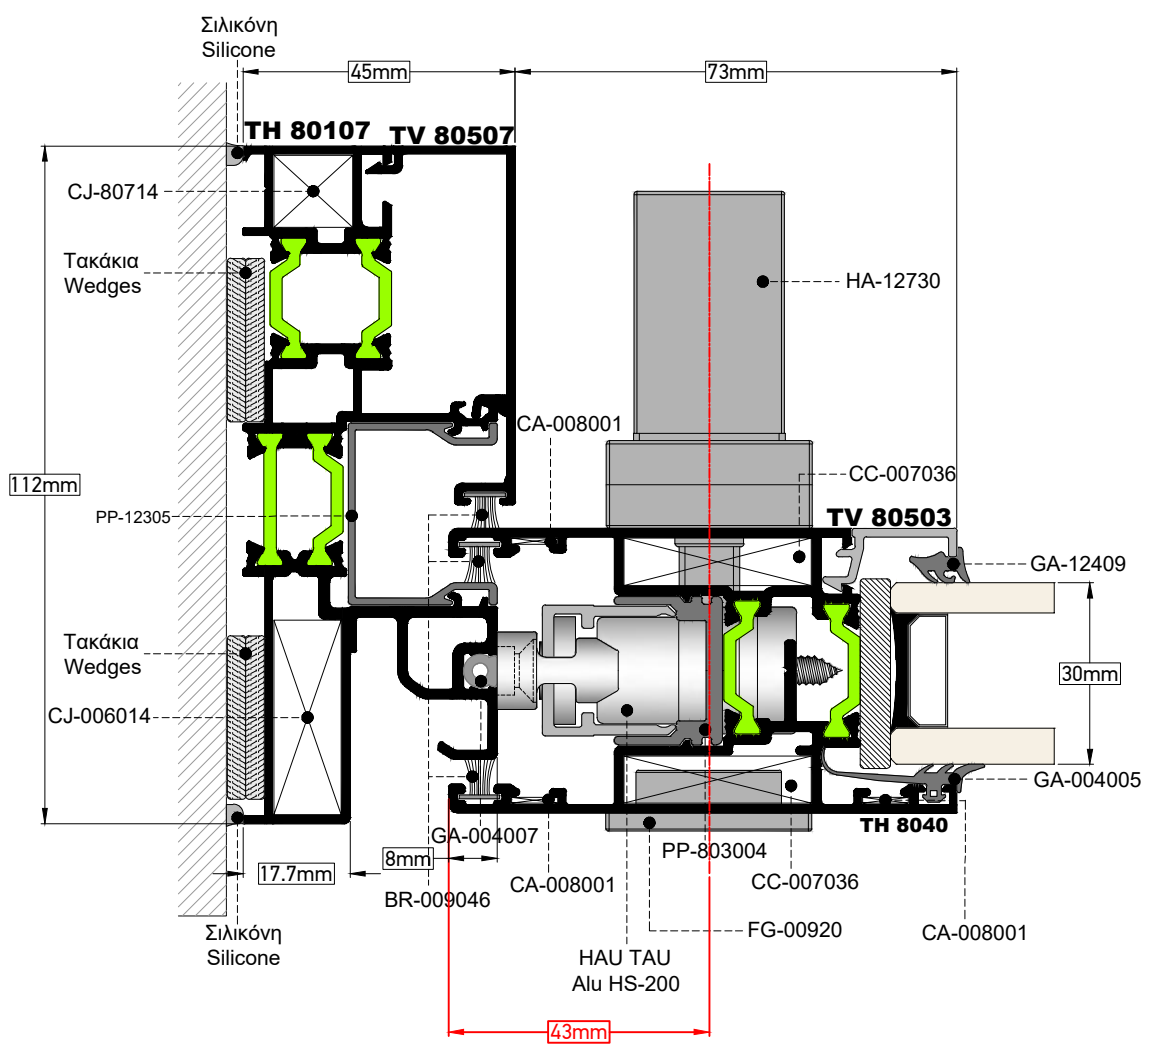 Σιλικόνη
Silicone
45mm
73mm
TH 80107
TV 80507
CJ-80714
Τακάκια
Wedges
HA-12730
CA-008001
CC-007036
112mm
PP-12305
TV 80503
GA-12409
Τακάκια
Wedges
30mm
CJ-006014
GA-004005
TH 8040
GA-004007
PP-803004
8mm
17.7mm
CA-008001
CC-007036
BR-009046
FG-00920
CA-008001
Σιλικόνη
Silicone
HAU TAU
Alu HS-200
43mm